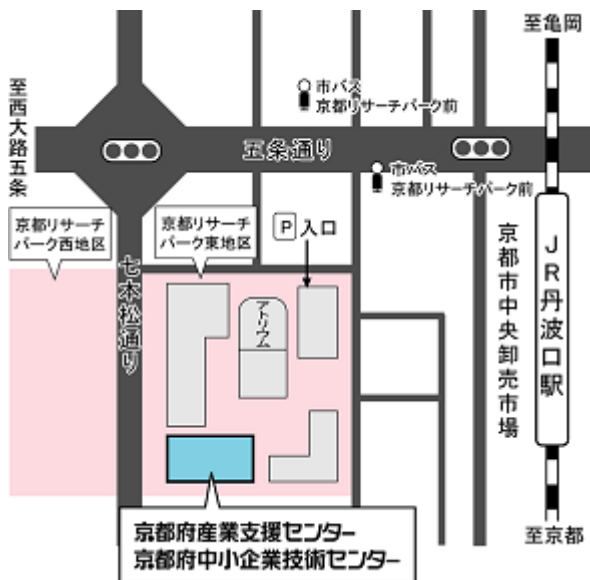 至亀岡
至西大路五条
市バス
京都リサーチパーク前
五条通り
市バス
京都リサーチパーク前
京都リサーチ
パーク西地区
京都リサーチ
パーク東地区
P入口
七本松通り
アトリウム
京都市中央卸売市場
JR丹波口駅
京都府産業支援センター
京都府中小企業技術センター
至京都